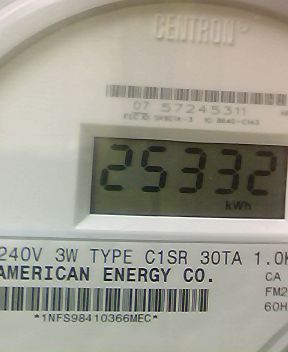 CENTRON®
07 57245311
25332
kWh
240V 3W TYPE C1SR 30TA 1.0K
AMERICAN ENERGY CO.
CA
FM2
60H
*1NFS98410366MEC*